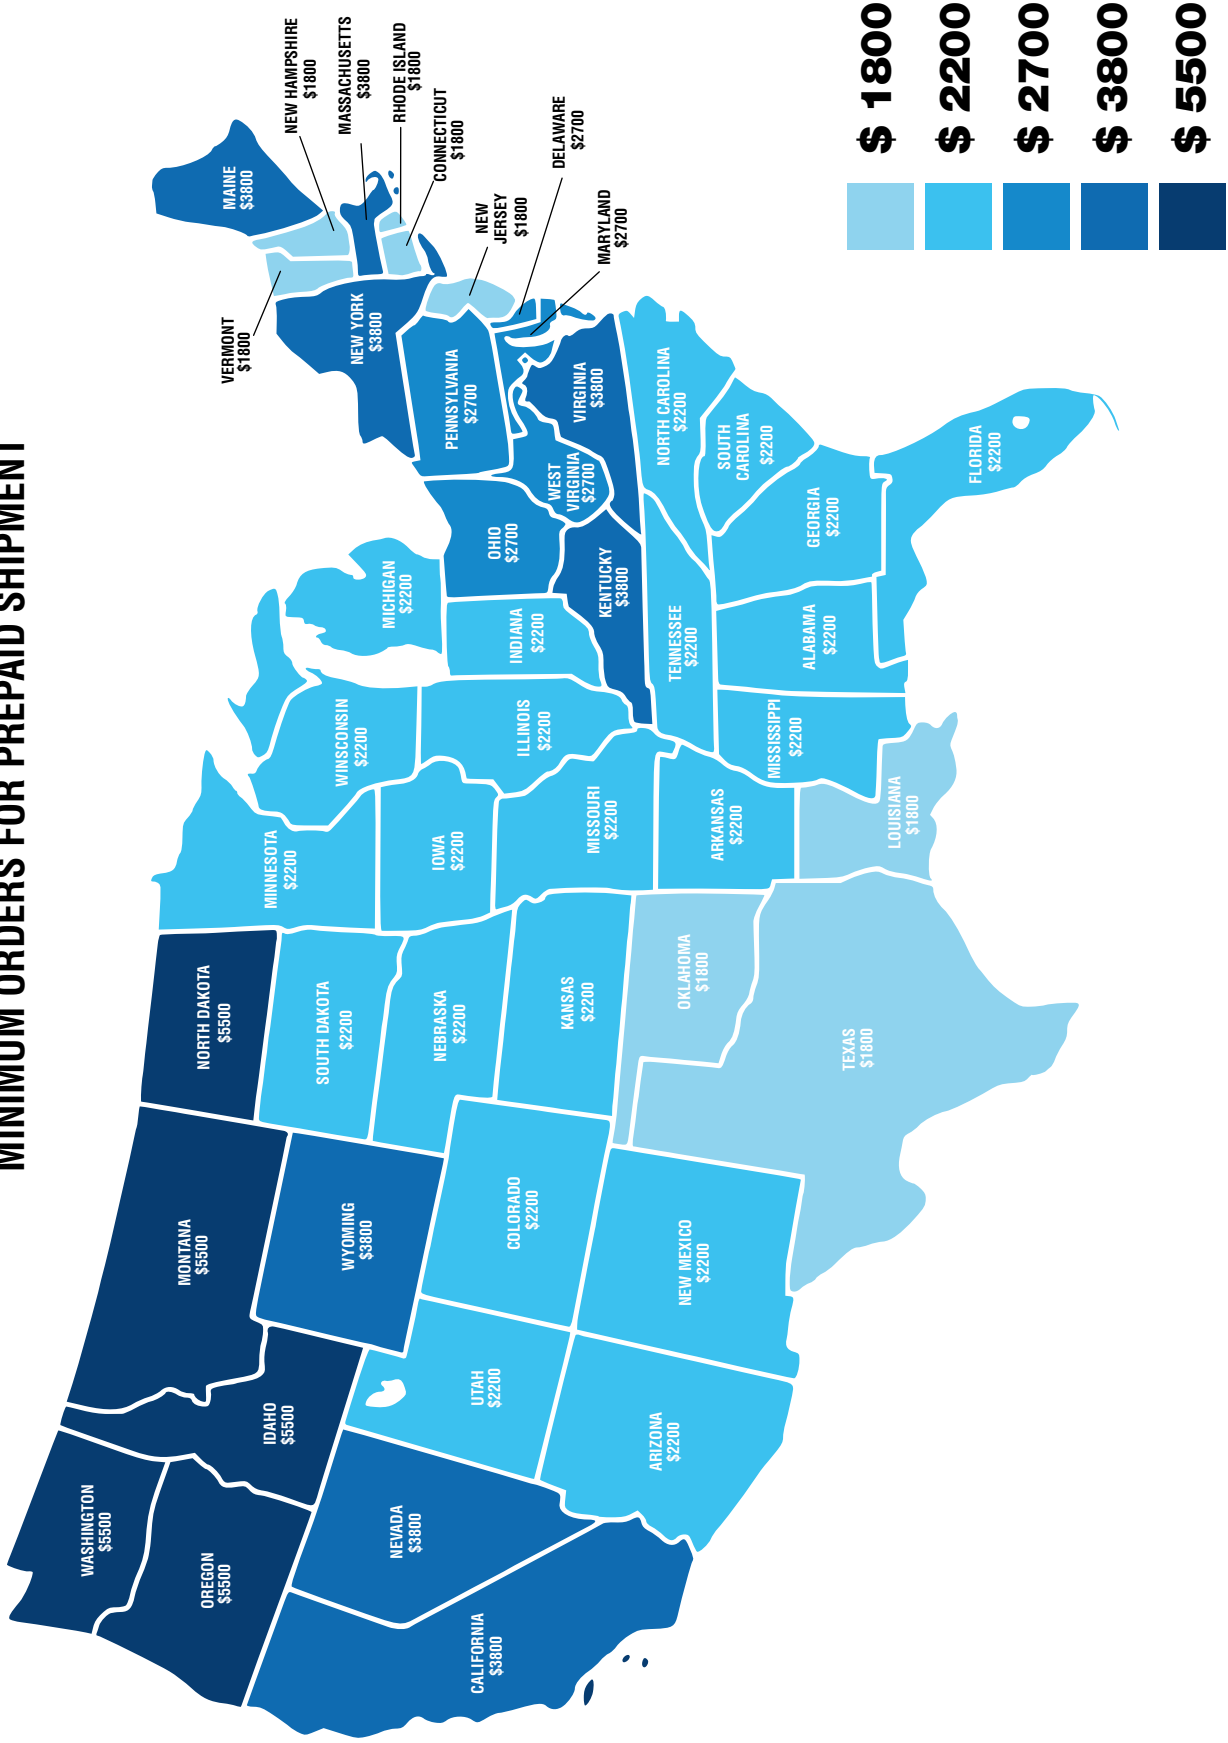 MINIMUM ORDERS FOR PREPAID SHIPMENT
WASHINGTON
$5500
OREGON
$5500
CALIFORNIA
$3800
NEVADA
$3800
IDAHO
$5500
MONTANA
$5500
WYOMING
$3800
UTAH
$2200
ARIZONA
$2200
COLORADO
$2200
NEW MEXICO
$2200
NORTH DAKOTA
$5500
SOUTH DAKOTA
$2200
NEBRASKA
$2200
KANSAS
$2200
OKLAHOMA
$1800
TEXAS
$1800
MINNESOTA
$2200
IOWA
$2200
MISSOURI
$2200
ARKANSAS
$2200
LOUISIANA
$1800
WINSCONSIN
$2200
ILLINOIS
$2200
MISSISSIPPI
$2200
MICHIGAN
$2200
INDIANA
$2200
KENTUCKY
$3800
TENNESSEE
$2200
ALABAMA
$2200
OHIO
$2700
WEST
VIRGINIA
$2700
VIRGINIA
$3800
NORTH CAROLINA
$2200
SOUTH
CAROLINA
$2200
GEORGIA
$2200
FLORIDA
$2200
PENNSYLVANIA
$2700
NEW YORK
$3800
VERMONT
$1800
MAINE
$3800
NEW HAMPSHIRE
$1800
MASSACHUSETTS
$3800
RHODE ISLAND
$1800
CONNECTICUT
$1800
NEW
JERSEY
$1800
DELAWARE
$2700
MARYLAND
$2700
$ 1800
$ 2200
$ 2700
$ 3800
$ 5500